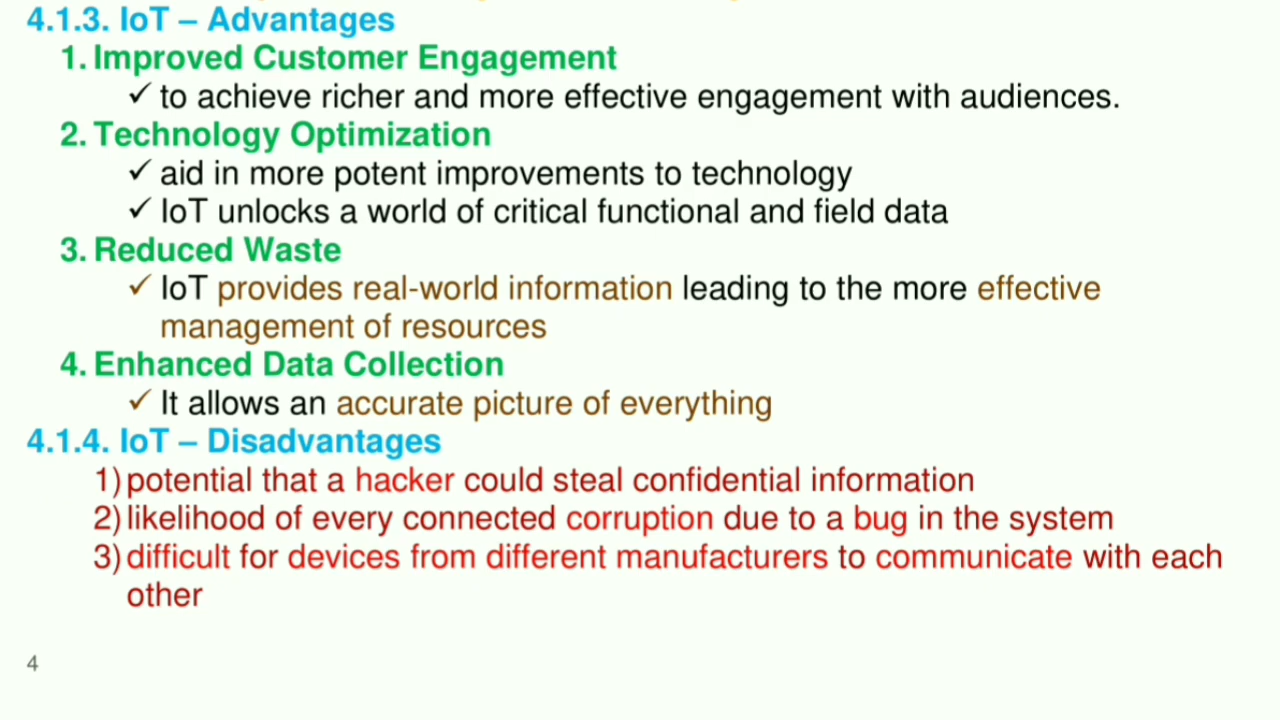 4.1.3. IoT – Advantages
1. Improved Customer Engagement
✓ to achieve richer and more effective engagement with audiences.
2. Technology Optimization
✓ aid in more potent improvements to technology
✓ IoT unlocks a world of critical functional and field data
3. Reduced Waste
✓ IoT provides real-world information leading to the more effective
management of resources
4. Enhanced Data Collection
✓ It allows an accurate picture of everything
4.1.4. IoT – Disadvantages
1) potential that a hacker could steal confidential information
2) likelihood of every connected corruption due to a bug in the system
3) difficult for devices from different manufacturers to communicate with each
other
4